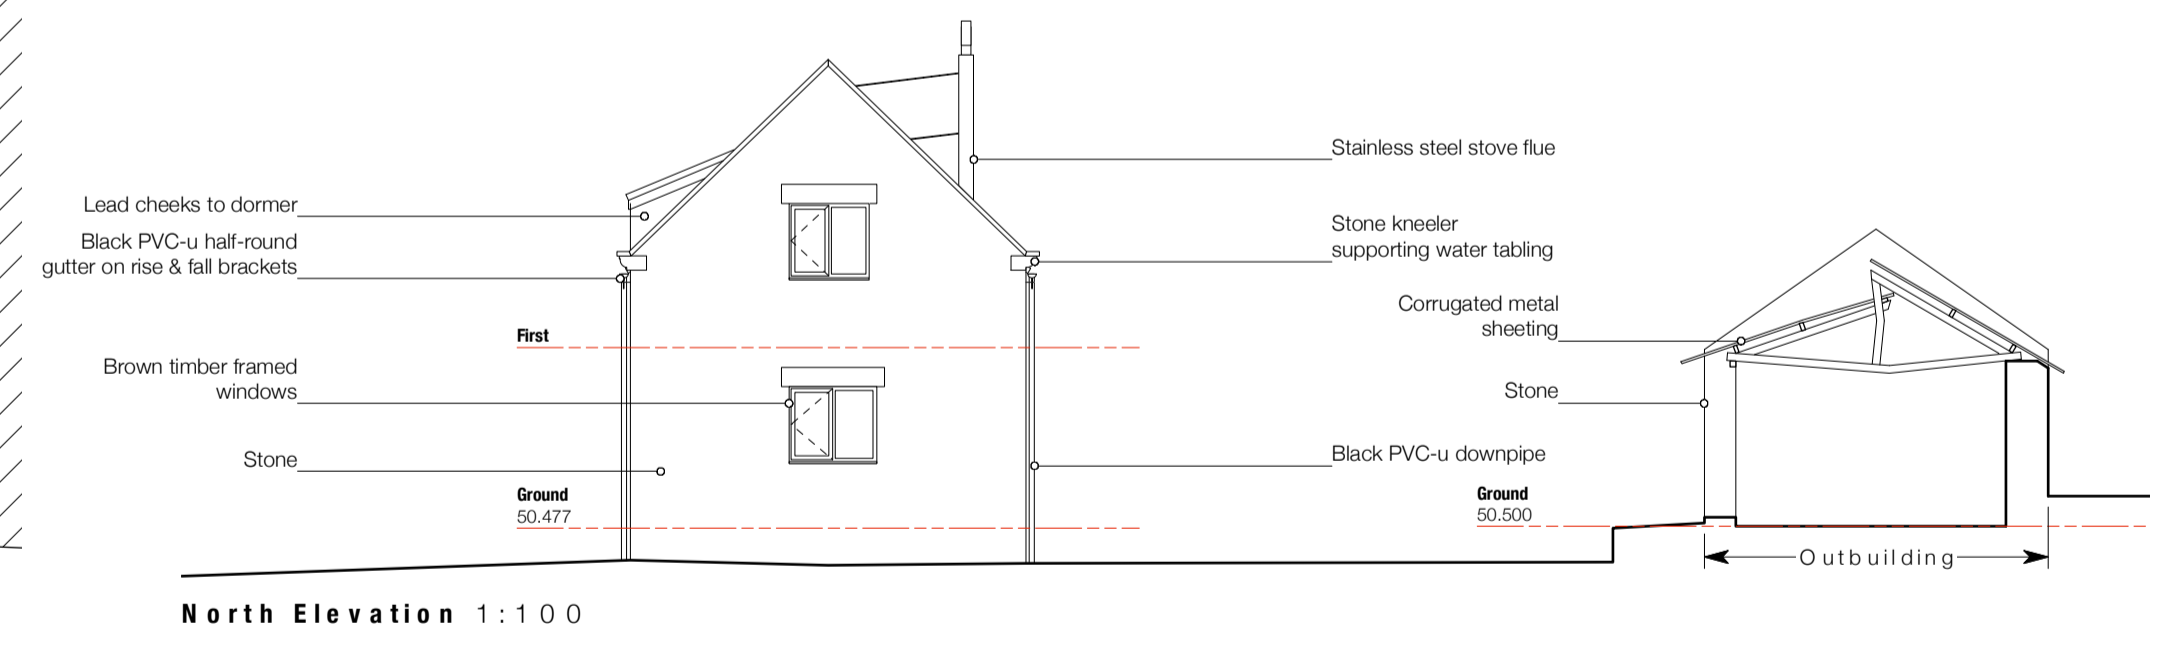 Lead cheeks to dormer
Black PVC-u half-round
gutter on rise & fall brackets
Brown timber framed
windows
Stone
First
Ground
50.477
Stainless steel stove flue
Stone kneeler
supporting water tabling
Black PVC-u downpipe
Corrugated metal
sheeting
Stone
Ground
50.500
Outbuilding
North Elevation 1:100